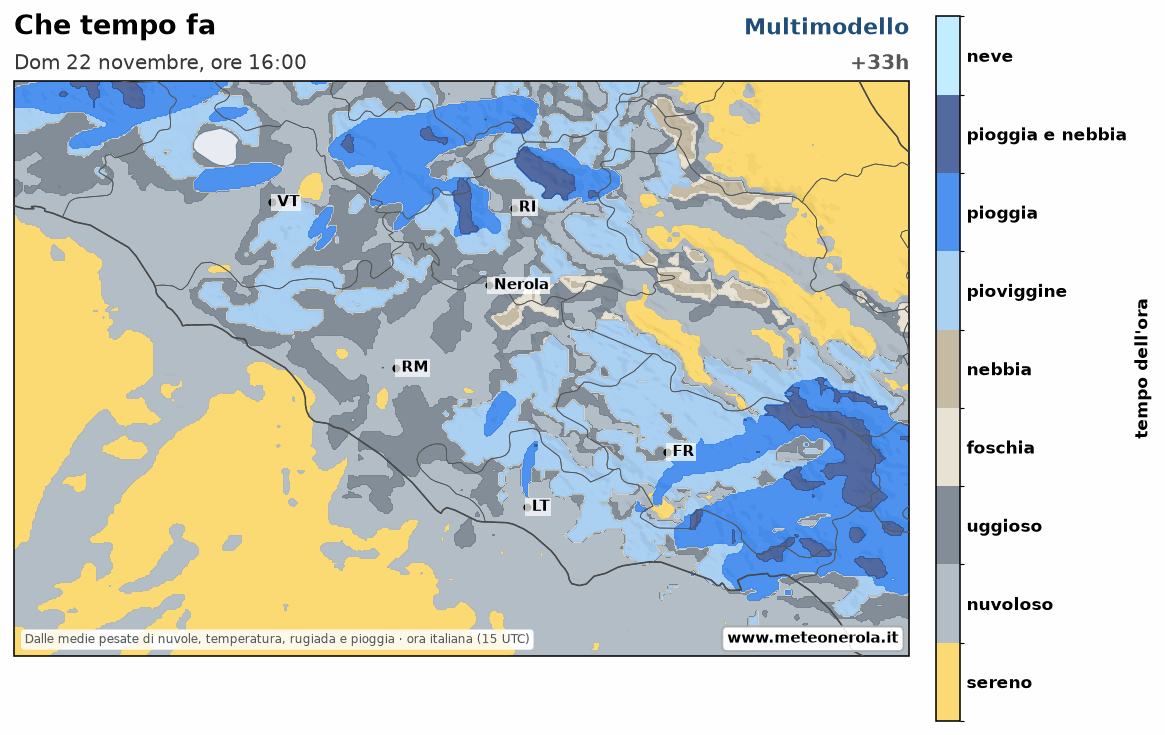 Che tempo fa
Multimodello
Dom 22 novembre, ore 16:00
+33h
neve
pioggia e nebbia
pioggia
pioviggine
nebbia
foschia
uggioso
nuvoloso
sereno
tempo dell'ora
VT
RI
Nerola
RM
FR
LT
Dalle medie pesate di nuvole, temperatura, rugiada e pioggia · ora italiana (15 UTC)
www.meteonerola.it